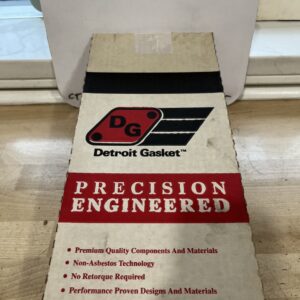 DG
Detroit Gasket™
PRECISION
ENGINEERED
• Premium Quality Components And Materials
• Non-Asbestos Technology
• No Retorque Required
• Performance Proven Designs And Materials